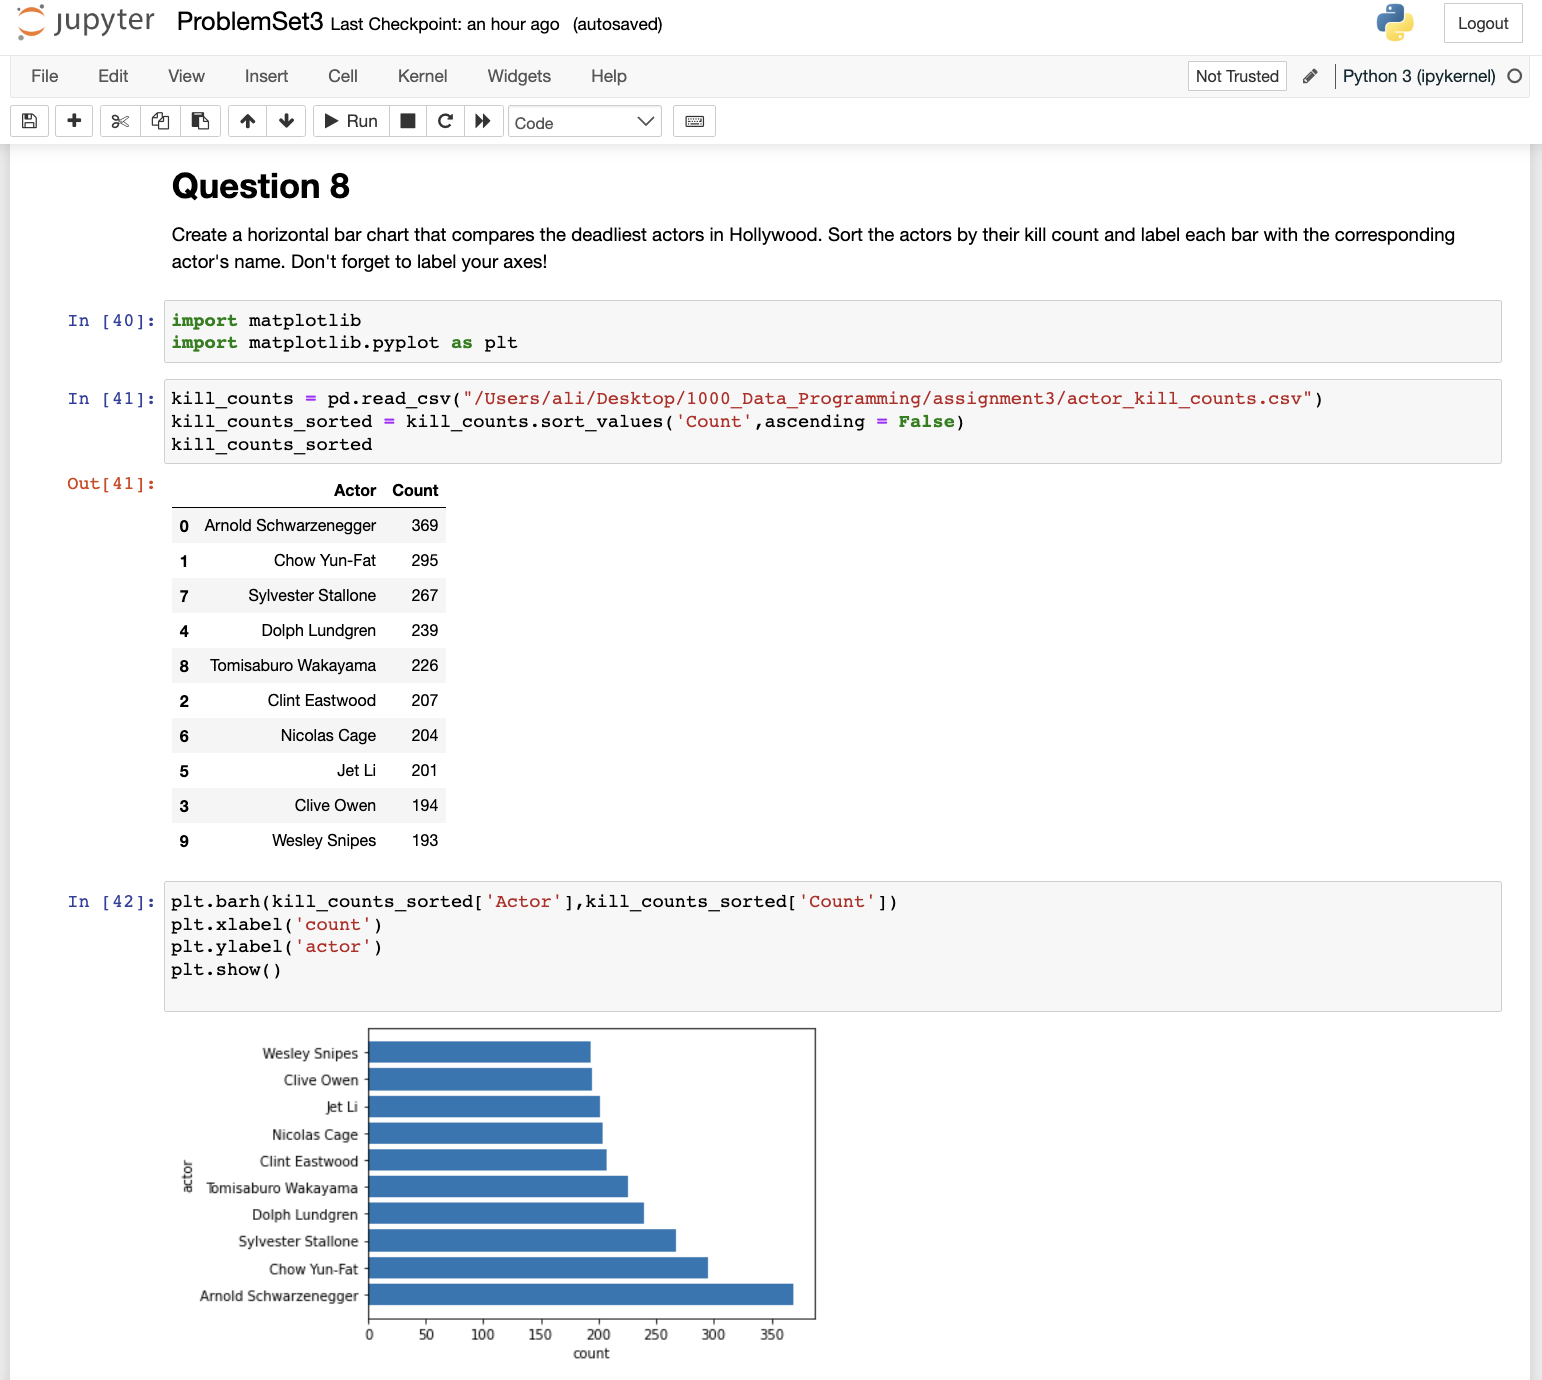 jupyter ProblemSet3 Last Checkpoint: an hour ago (autosaved) Logout
File Edit View Insert Cell Kernel Widgets Help Not Trusted Python 3 (ipykernel)
Run Code
Question 8
Create a horizontal bar chart that compares the deadliest actors in Hollywood. Sort the actors by their kill count and label each bar with the corresponding
actor's name. Don't forget to label your axes!
In [40]: import matplotlib
import matplotlib.pyplot as plt
In [41]: kill_counts = pd.read_csv("/Users/ali/Desktop/1000_Data_Programming/assignment3/actor_kill_counts.csv")
kill_counts_sorted = kill_counts.sort_values('Count',ascending = False)
kill_counts_sorted
Out[41]:
Actor Count
0 Arnold Schwarzenegger 369
1 Chow Yun-Fat 295
7 Sylvester Stallone 267
4 Dolph Lundgren 239
8 Tomisaburo Wakayama 226
2 Clint Eastwood 207
6 Nicolas Cage 204
5 Jet Li 201
3 Clive Owen 194
9 Wesley Snipes 193
In [42]: plt.barh(kill_counts_sorted['Actor'],kill_counts_sorted['Count'])
plt.xlabel('count')
plt.ylabel('actor')
plt.show()
Wesley Snipes
Clive Owen
Jet Li
Nicolas Cage
Clint Eastwood
actor
Tomisaburo Wakayama
Dolph Lundgren
Sylvester Stallone
Chow Yun-Fat
Arnold Schwarzenegger
0 50 100 150 200 250 300 350
count